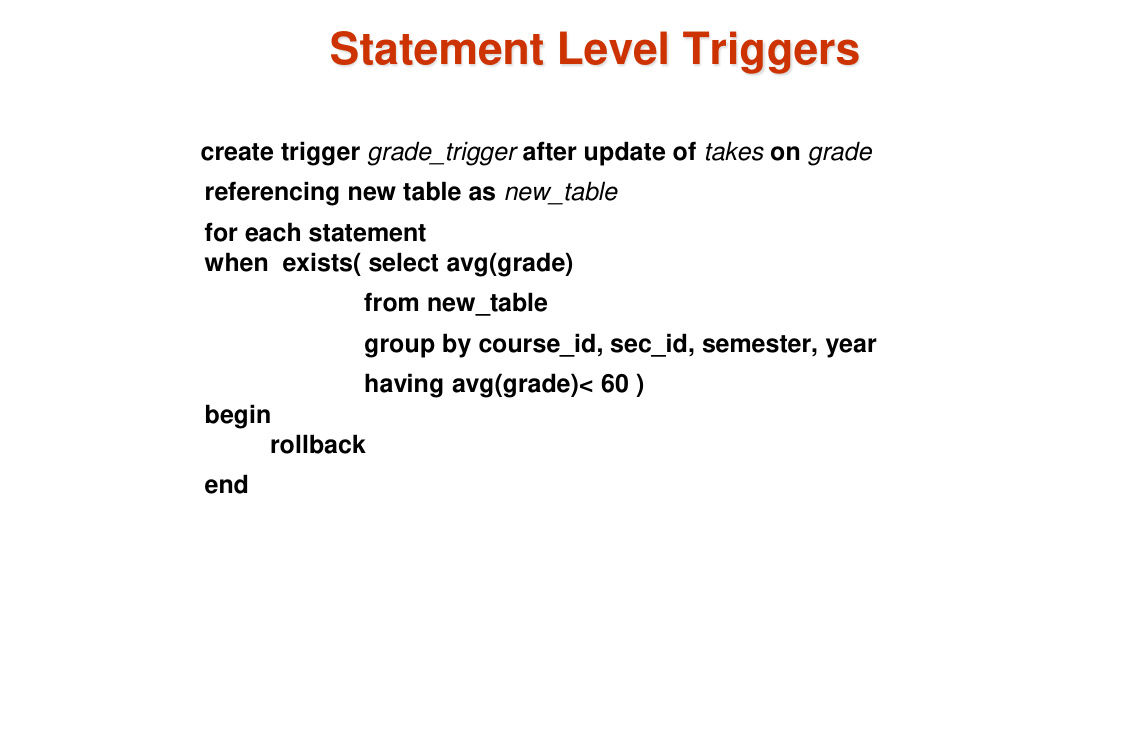 Statement Level Triggers
create trigger grade_trigger after update of takes on grade
referencing new table as new_table
for each statement
when exists( select avg(grade)
from new_table
group by course_id, sec_id, semester, year
having avg(grade)< 60 )
begin
rollback
end